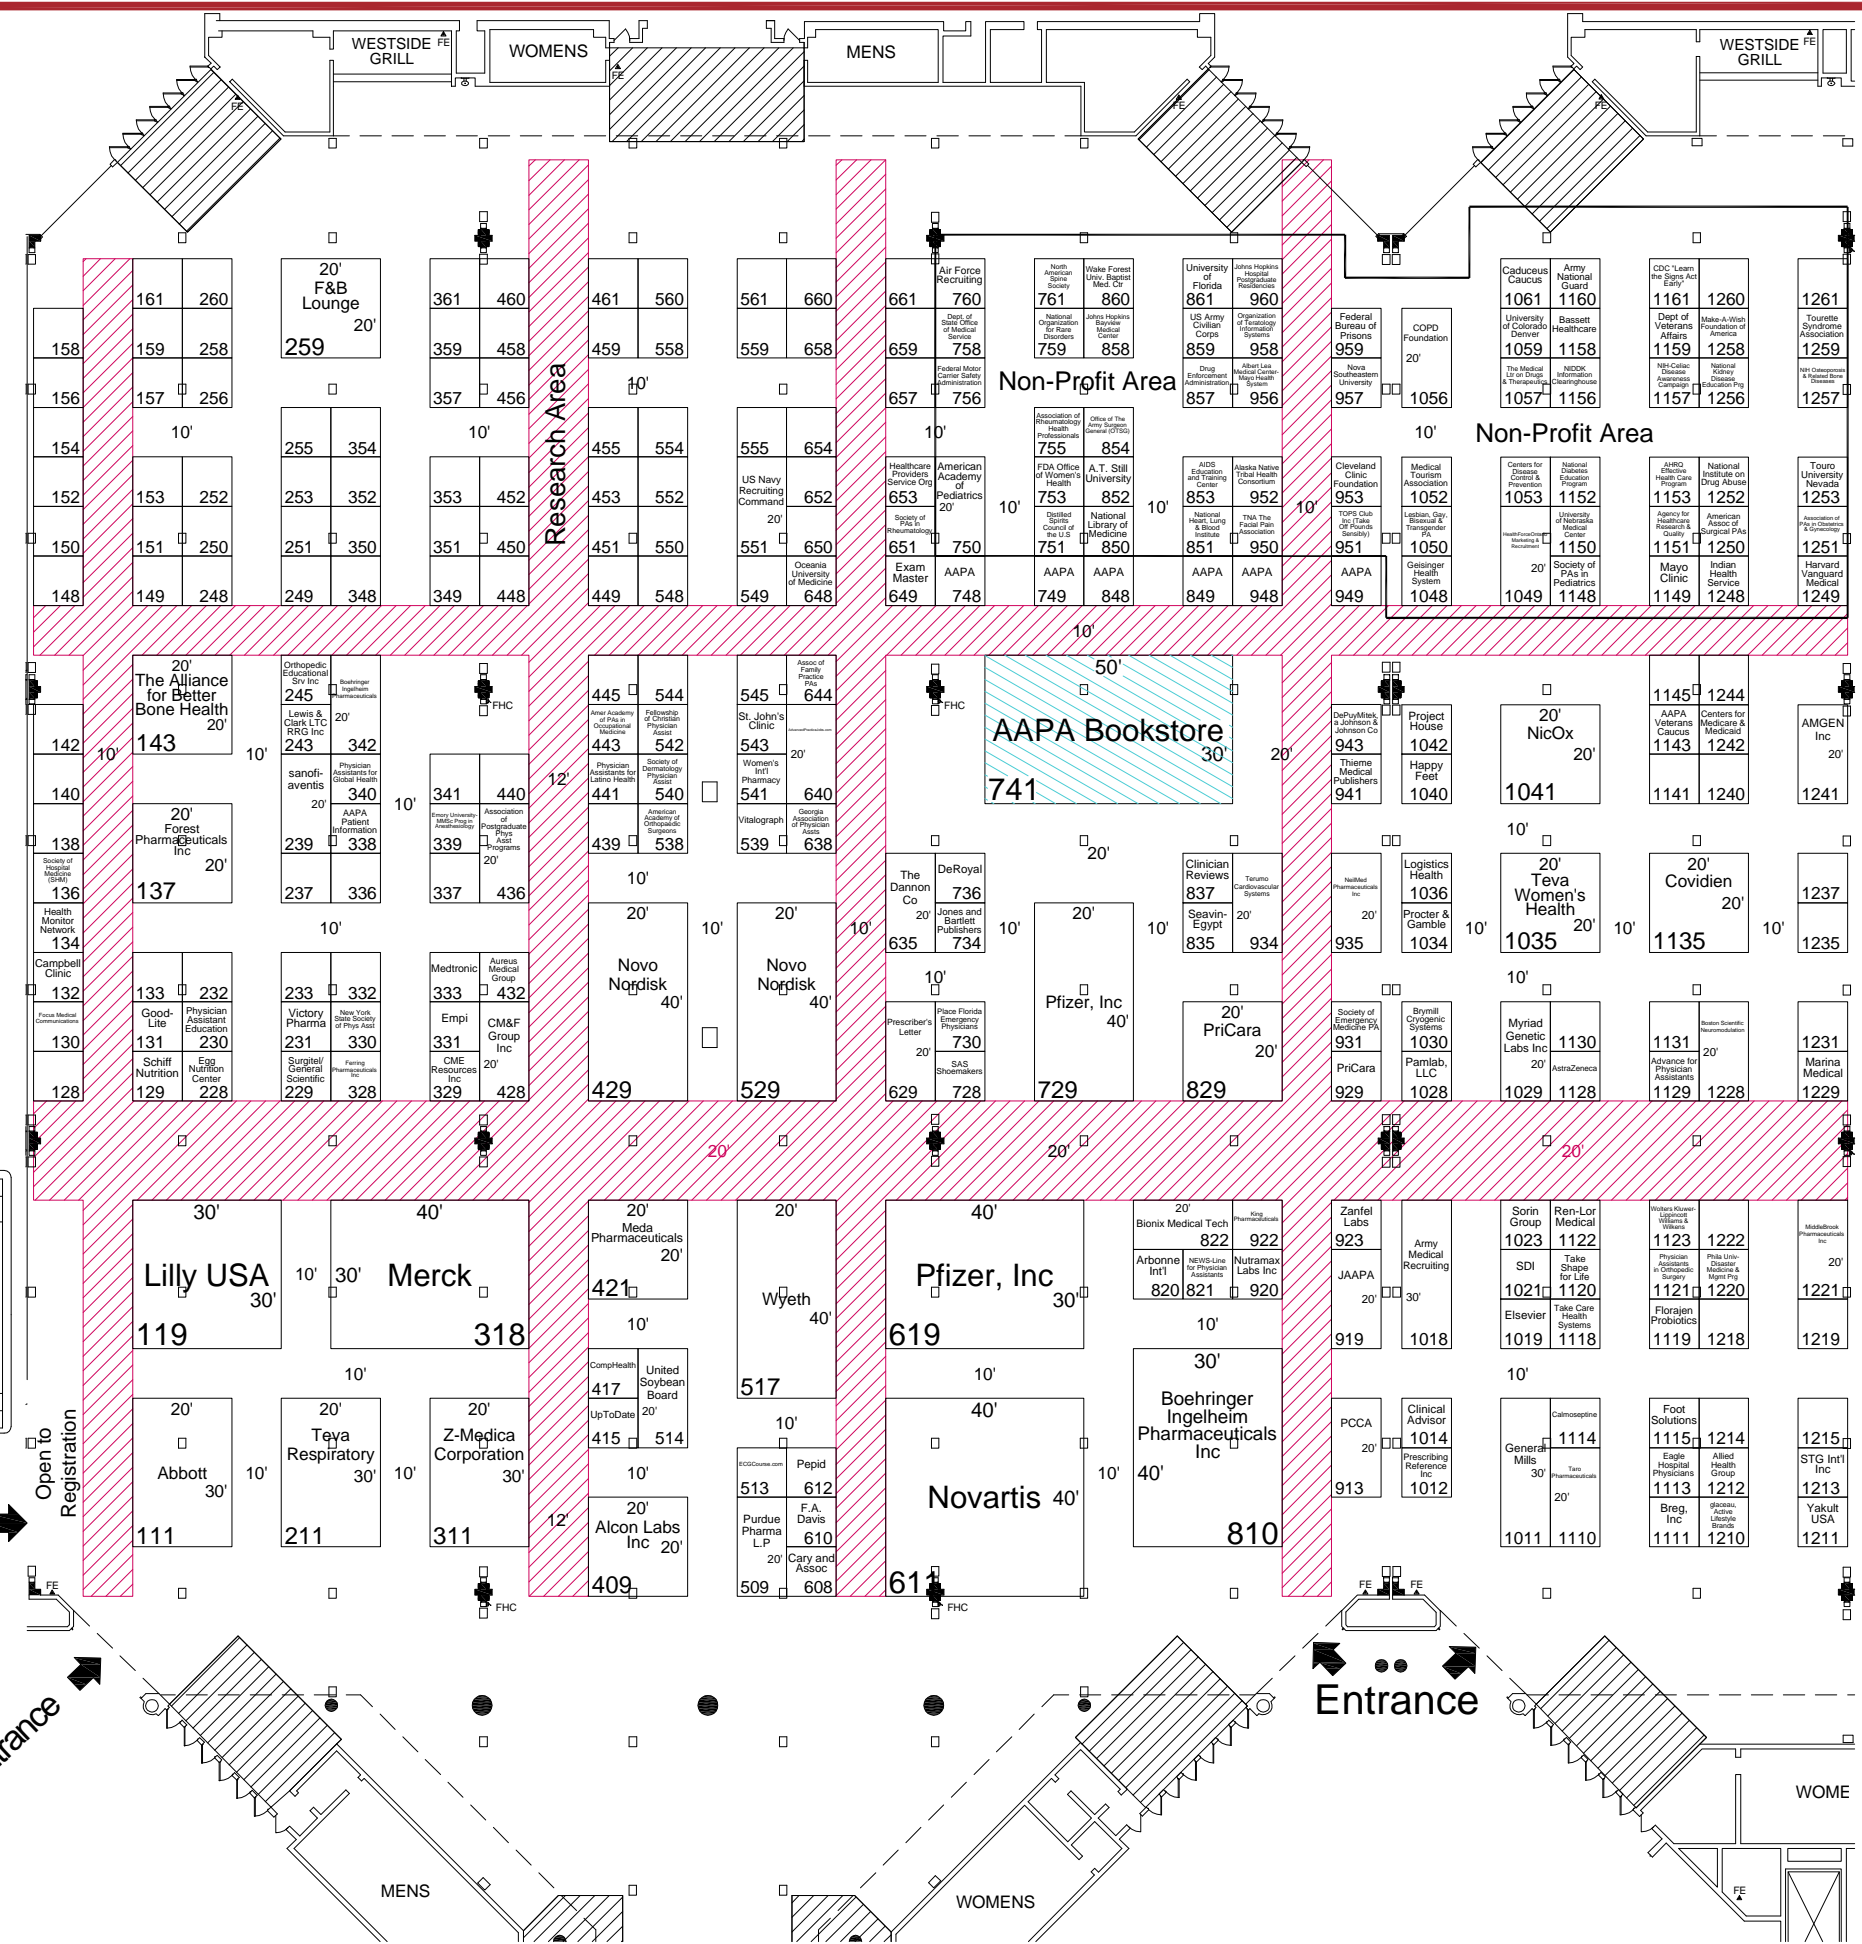 WESTSIDE
GRILL
FE
WOMENS
FE
MENS
WESTSIDE
GRILL
FE
FE
FE
FE
161
260
20'
F&B
Lounge
20'
259
361
460
461
560
561
660
661
Air Force
Recruiting
760
North
American
Spine
Society
761
Wake Forest
Univ. Baptist
Med. Ctr
860
University
of
Florida
861
Johns Hopkins
Hospital
Postgraduate
Residencies
960
Caduceus
Caucus
1061
Army
National
Guard
1160
CDC "Learn
the Signs Act
Early"
1161
1260
1261
158
159
258
359
458
459
558
559
658
659
Dept. of
State Office
of Medical
Service
758
National
Organization
for Rare
Disorders
759
Johns Hopkins
Bayview
Medical
Center
858
US Army
Civilian
Corps
859
Organization
of Teratology
Information
Systems
958
Federal
Bureau of
Prisons
959
COPD
Foundation
20'
1056
University
of Colorado
Denver
1059
Bassett
Healthcare
1158
Dept of
Veterans
Affairs
1159
Make-A-Wish
Foundation of
America
1258
Tourette
Syndrome
Association
1259
156
157
256
357
456
10'
657
Federal Motor
Carrier Safety
Administration
756
Non-Profit Area
Drug
Enforcement
Administration
857
Albert Lea
Medical Center-
Mayo Health
System
956
Nova
Southeastern
University
957
The Medical
Ltr on Drugs
& Therapeutics
1057
NIDDK
Information
Clearinghouse
1156
NIH-Celiac
Disease
Awareness
Campaign
1157
National
Kidney
Disease
Education Prg
1256
NIH Osteoporosis
& Related Bone
Diseases
1257
Research Area
154
10'
255
354
10'
455
554
555
654
10'
Association of
Rheumatology
Health
Professionals
755
Office of The
Army Surgeon
General (OTSG)
854
10'
Non-Profit Area
152
153
252
253
352
353
452
453
552
US Navy
Recruiting
Command
20'
551
652
Healthcare
Providers
Service Org
653
American
Academy
of
Pediatrics
20'
750
10'
FDA Office
of Women's
Health
753
A.T. Still
University
852
10'
AIDS
Education
and Training
Center
853
Alaska Native
Tribal Health
Consortium
952
10'
Cleveland
Clinic
Foundation
953
Medical
Tourism
Association
1052
Centers for
Disease
Control &
Prevention
1053
National
Diabetes
Education
Program
1152
AHRQ
Effective
Health Care
Program
1153
National
Institute on
Drug Abuse
1252
Touro
University
Nevada
1253
150
151
250
251
350
351
450
451
550
650
Society of
PAs in
Rheumatology
651
Distilled
Spirits
Council of
the U.S
751
National
Library of
Medicine
850
National
Heart, Lung
& Blood
Institute
851
TNA The
Facial Pain
Association
950
TOPS Club
Inc (Take
Off Pounds
Sensibly)
951
Lesbian, Gay,
Bisexual &
Transgender
PA
1050
Marketing &
Recruitment
20'
1049
University
of Nebraska
Medical
Center
1150
Agency for
Healthcare
Research &
Quality
1151
American
Assoc of
Surgical PAs
1250
Association of
PAs in Obstetrics
& Gynecology
1251
148
149
248
249
348
349
448
449
548
549
Oceania
University
of Medicine
648
Exam
Master
649
AAPA
748
AAPA
749
AAPA
848
AAPA
849
AAPA
948
AAPA
949
Geisinger
Health
System
1048
Society of
PAs in
Pediatrics
1148
Mayo
Clinic
1149
Indian
Health
Service
1248
Harvard
Vanguard
Medical
1249
10'
20'
The Alliance
for Better
Bone Health
20'
143
Orthopedic
Educational
Srv Inc
245
Boehringer
Ingelheim
Pharmaceuticals
20'
342
FHC
445
544
545
Assoc of
Family
Practice
PAs
644
FHC
50'
AAPA Bookstore
30'
741
20'
1145
1244
142
10'
10'
Lewis &
Clark LTC
RRG Inc
243
Amer Academy
of PAs in
Occupational
Medicine
443
Fellowship
of Christian
Physician
Assist
542
St. John's
Clinic
543
20'
640
DePuyMitek,
a Johnson &
Johnson Co
943
Project
House
1042
20'
NicOx
20'
1041
AAPA
Veterans
Caucus
1143
Centers for
Medicare &
Medicaid
1242
AMGEN
Inc
20'
1241
140
sanofi-
aventis
20'
239
Physician
Assistants for
Global Health
340
10'
341
440
12'
Physician
Assistants for
Latino Health
441
Society of
Dermatology
Physician
Assist
540
Women's
Int'l
Pharmacy
541
Thieme
Medical
Publishers
941
Happy
Feet
1040
1141
1240
138
20'
Forest
Pharmaceuticals
Inc
20'
137
AAPA
Patient
Information
338
Emory University-
MMSc Prog in
Anesthesiology
339
Association
of
Postgraduate
Phys
Asst
Programs
20'
436
439
American
Academy of
Orthopaedic
Surgeons
538
Vitalograph
539
Georgia
Association
of Physician
Assts
638
20'
10'
Society of
Hospital
Medicine
(SHM)
136
237
336
337
10'
The
Dannon
Co
20'
635
DeRoyal
736
Clinician
Reviews
837
Terumo
Cardiovascular
Systems
20'
934
NeilMed
Pharmaceuticals
Inc
20'
935
Logistics
Health
1036
20'
Teva
Women's
Health
20'
1035
20'
Covidien
20'
1135
1237
Health
Monitor
Network
134
10'
20'
Novo
Nordisk
40'
429
10'
20'
Novo
Nordisk
40'
529
10'
Jones and
Bartlett
Publishers
734
10'
20'
Pfizer, Inc
40'
729
10'
Seavin-
Egypt
835
Procter &
Gamble
1034
10'
10'
10'
1235
Campbell
Clinic
132
133
232
233
332
Medtronic
333
Aureus
Medical
Group
432
10'
10'
Focus Medical
Communications
130
Good-
Lite
131
Physician
Assistant
Education
230
Victory
Pharma
231
New York
State Society
of Phys Asst
330
Empi
331
CM&F
Group
Inc
20'
428
Prescriber's
Letter
20'
629
Place Florida
Emergency
Physicians
730
20'
PriCara
20'
829
Society of
Emergency
Medicine PA
931
Brymill
Cryogenic
Systems
1030
Myriad
Genetic
Labs Inc
20'
1029
1130
1131
Boston Scientific
Neuromodulation
20'
1228
1231
128
Schiff
Nutrition
129
Egg
Nutrition
Center
228
Surgitel/
General
Scientific
229
Ferring
Pharmaceuticals
Inc
328
CME
Resources
Inc
329
SAS
Shoemakers
728
PriCara
929
Pamlab,
LLC
1028
AstraZeneca
1128
Advance for
Physician
Assistants
1129
Marina
Medical
1229
20'
20'
20'
30'
Lilly USA
30'
119
10'
40'
30'
Merck
318
20'
Meda
Pharmaceuticals
20'
421
20'
Wyeth
40'
517
40'
Pfizer, Inc
30'
619
20'
Bionix Medical Tech
822
King
Pharmaceuticals
922
Zanfel
Labs
923
Army
Medical
Recruiting
30'
1018
Sorin
Group
1023
Ren-Lor
Medical
1122
Wolters Kluwer-
Lippincott
Williams &
Wilkens
1123
1222
MiddleBrook
Pharmaceuticals
Inc
20'
1221
Arbonne
Int'l
820
NEWS-Line
for Physician
Assistants
821
Nutramax
Labs Inc
920
JAAPA
20'
919
SDI
1021
Take
Shape
for Life
1120
Physician
Assistants
in Orthopedic
Surgery
1121
Phila Univ-
Disaster
Medicine &
Mgmt Prg
1220
10'
10'
Elsevier
1019
Take Care
Health
Systems
1118
Florajen
Probiotics
1119
1218
1219
10'
CompHealth
417
United
Soybean
Board
20'
514
10'
30'
Boehringer
Ingelheim
Pharmaceuticals
Inc
40'
810
10'
Open to
Registration
20'
Abbott
30'
111
10'
20'
Teva
Respiratory
30'
211
10'
20'
Z-Medica
Corporation
30'
311
UpToDate
415
10'
40'
Novartis
40'
611
10'
PCCA
20'
913
Clinical
Advisor
1014
General
Mills
30'
1011
Calmoseptine
1114
Foot
Solutions
1115
1214
1215
10'
ECGCourse.com
513
Pepid
612
Prescribing
Reference
Inc
1012
Taro
Pharmaceuticals
20'
1110
Eagle
Hospital
Physicians
1113
Allied
Health
Group
1212
STG Int'l
Inc
1213
12'
20'
Alcon Labs
Inc
20'
409
Purdue
Pharma
L.P
20'
509
F.A.
Davis
610
Breg,
Inc
1111
glaceau,
Active
Lifestyle
Brands
1210
Yakult
USA
1211
Cary and
Assoc
608
FE
FHC
FHC
FE
FE
trance
Entrance
MENS
WOMENS
WOME
FE